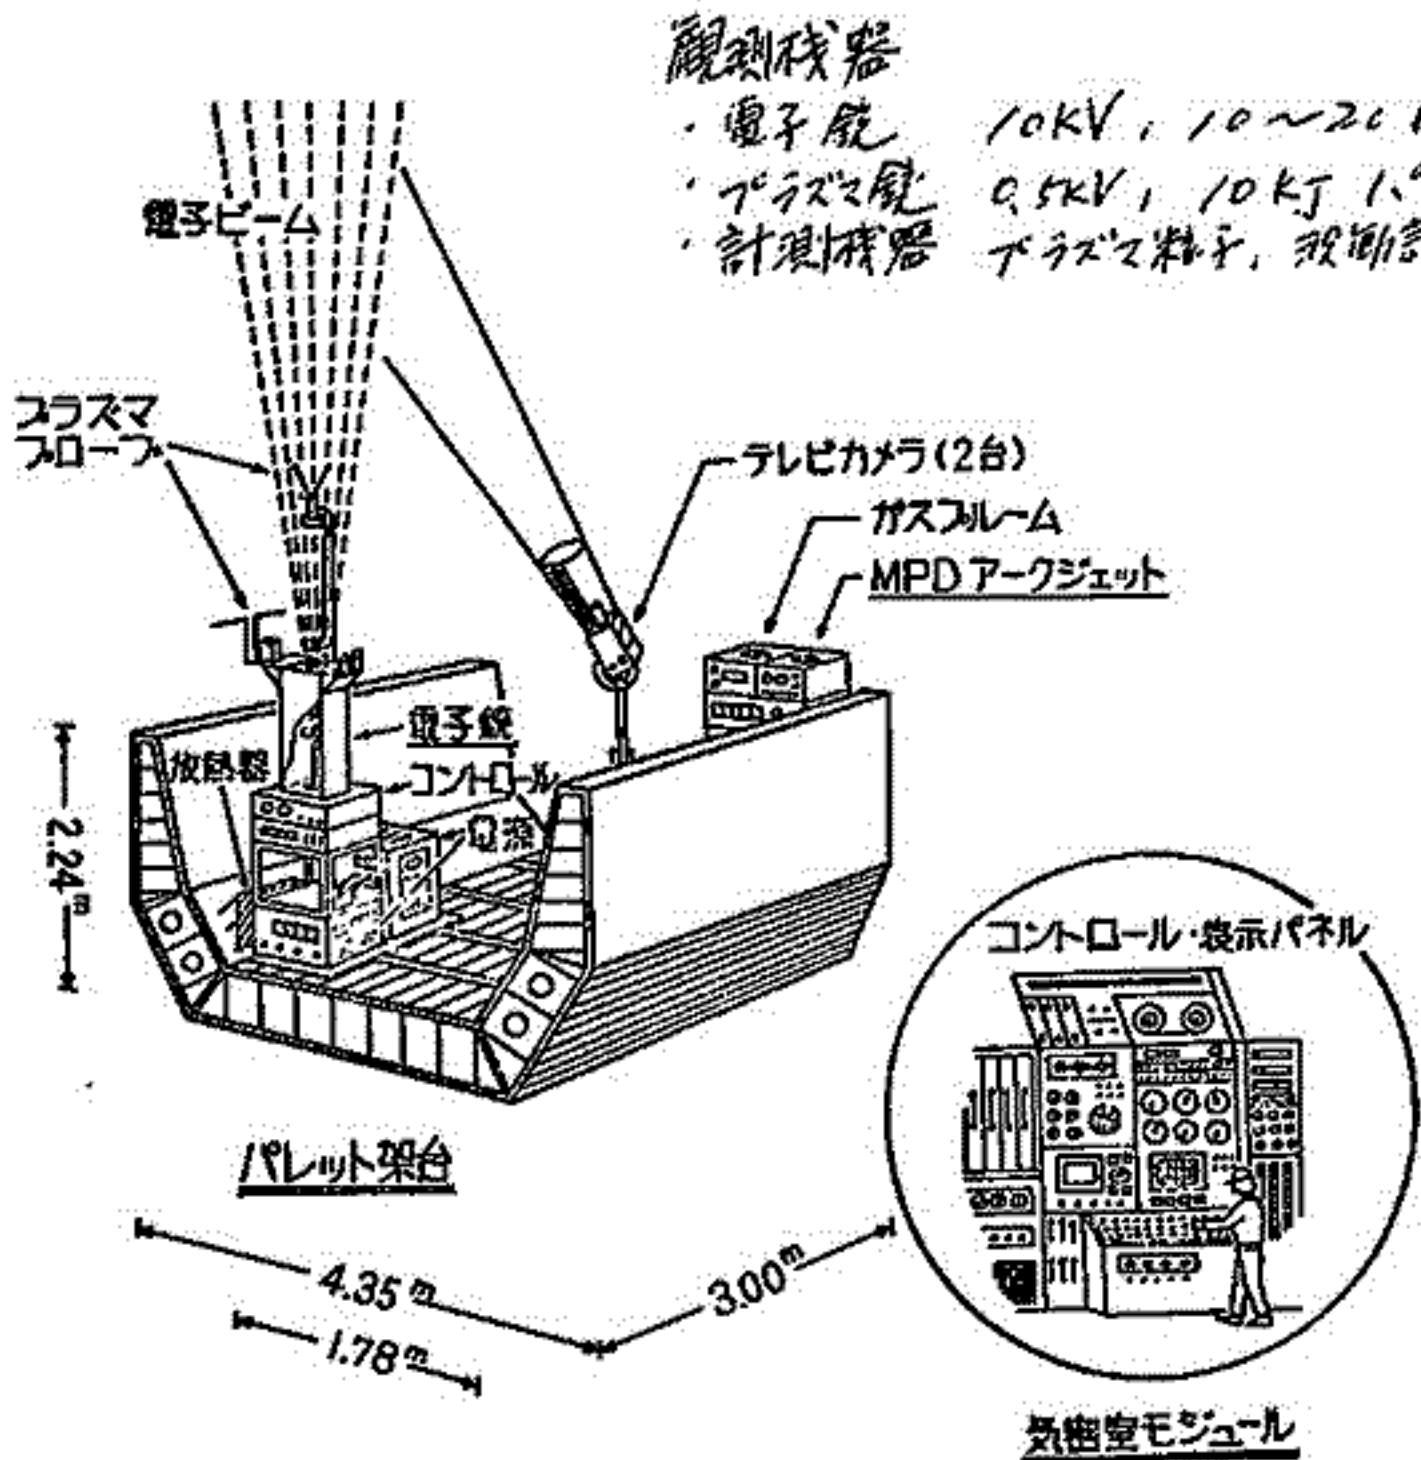 観測機器
・電子銃 10kV, 10~20
・プラズマ銃 0.5kV, 10kJ
・計測機器 プラズマ粒子, 波動
電子ビーム
プラズマ
プローブ
テレビカメラ(2台)
ガスプルーム
MPDアークジェット
電子銃
放熱器
コントロール
電源
2.24m
コントロール・表示パネル
パレット架台
4.35m
3.00m
1.78m
気密室モジュール